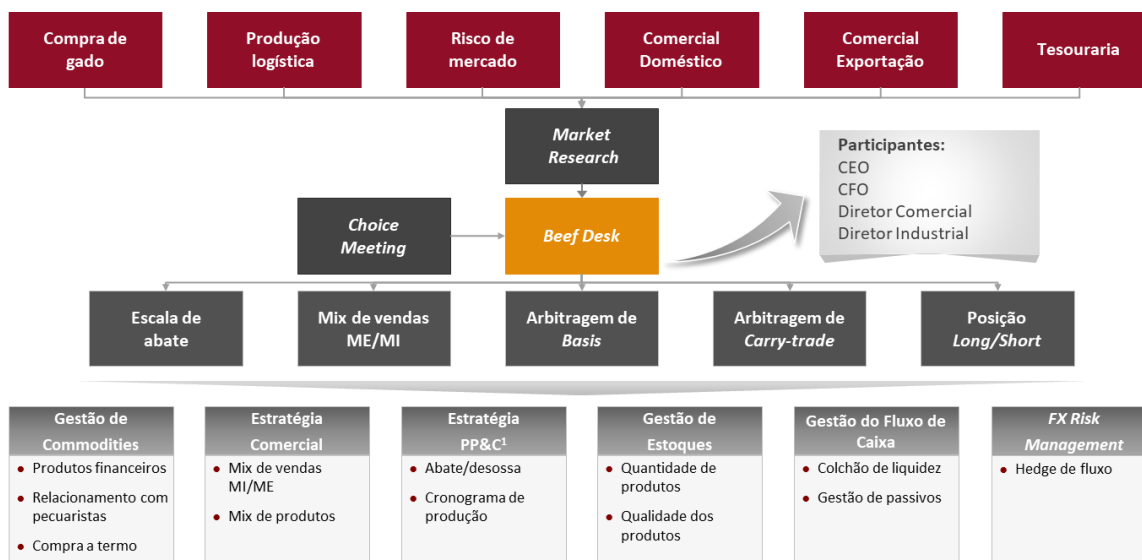 Compra de
gado
Produção
logística
Risco de
mercado
Comercial
Doméstico
Comercial
Exportação
Tesouraria
Market
Research
Participantes:
CEO
CFO
Diretor Comercial
Diretor Industrial
Choice
Meeting
Beef Desk
Escala de
abate
Mix de vendas
ME/MI
Arbitragem de
Basis
Arbitragem de
Carry-trade
Posição
Long/Short
Gestão de
Commodities
• Produtos financeiros
• Relacionamento com
pecuaristas
• Compra a termo
Estratégia
Comercial
• Mix de vendas
MI/ME
• Mix de produtos
Estratégia
PP&C¹
• Abate/desossa
• Cronograma de
produção
Gestão de
Estoques
• Quantidade de
produtos
• Qualidade dos
produtos
Gestão do Fluxo de
Caixa
• Colchão de liquidez
• Gestão de passivos
FX Risk
Management
• Hedge de fluxo